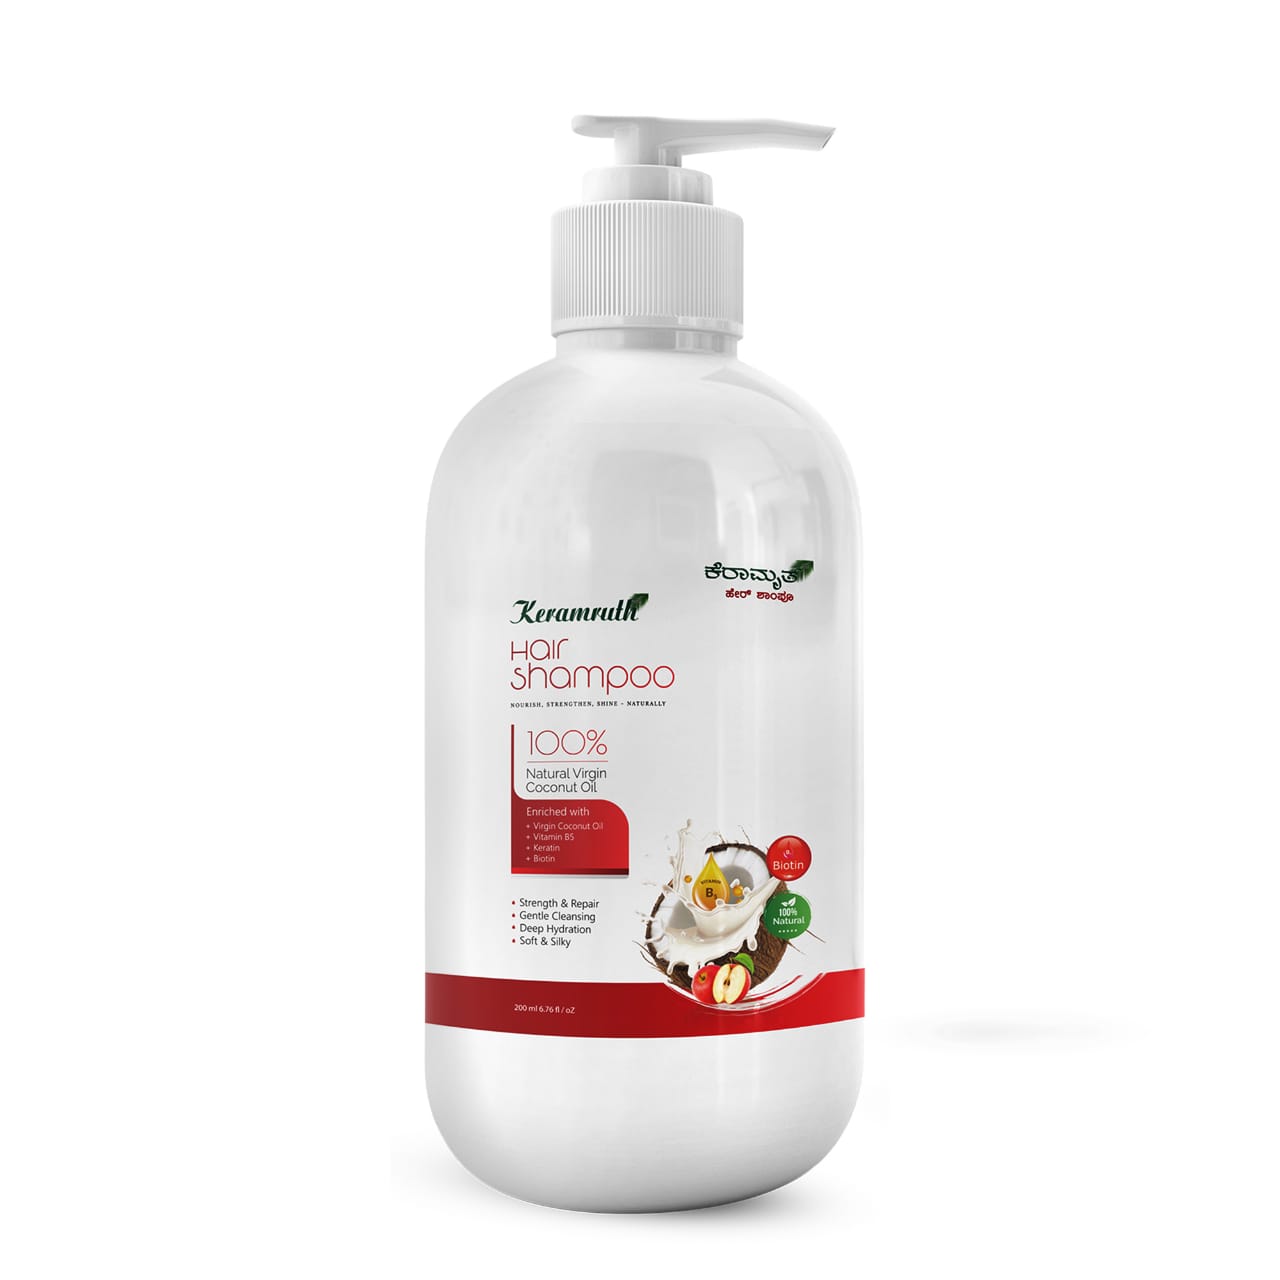 ಕೆರಾಮೃತ
ಹೇರ್ ಶಾಂಪೂ
Keramruth
Hair
Shampoo
NOURISH, STRENGTHEN, SHINE - NATURALLY
100%
Natural Virgin
Coconut Oil
Enriched with
+ Virgin Coconut Oil
+ Vitamin B5
+ Keratin
+ Biotin
VITAMIN
B5
Biotin
100%
Natural
• Strength & Repair
• Gentle Cleansing
• Deep Hydration
• Soft & Silky
200 ml 6.76 fl / oZ